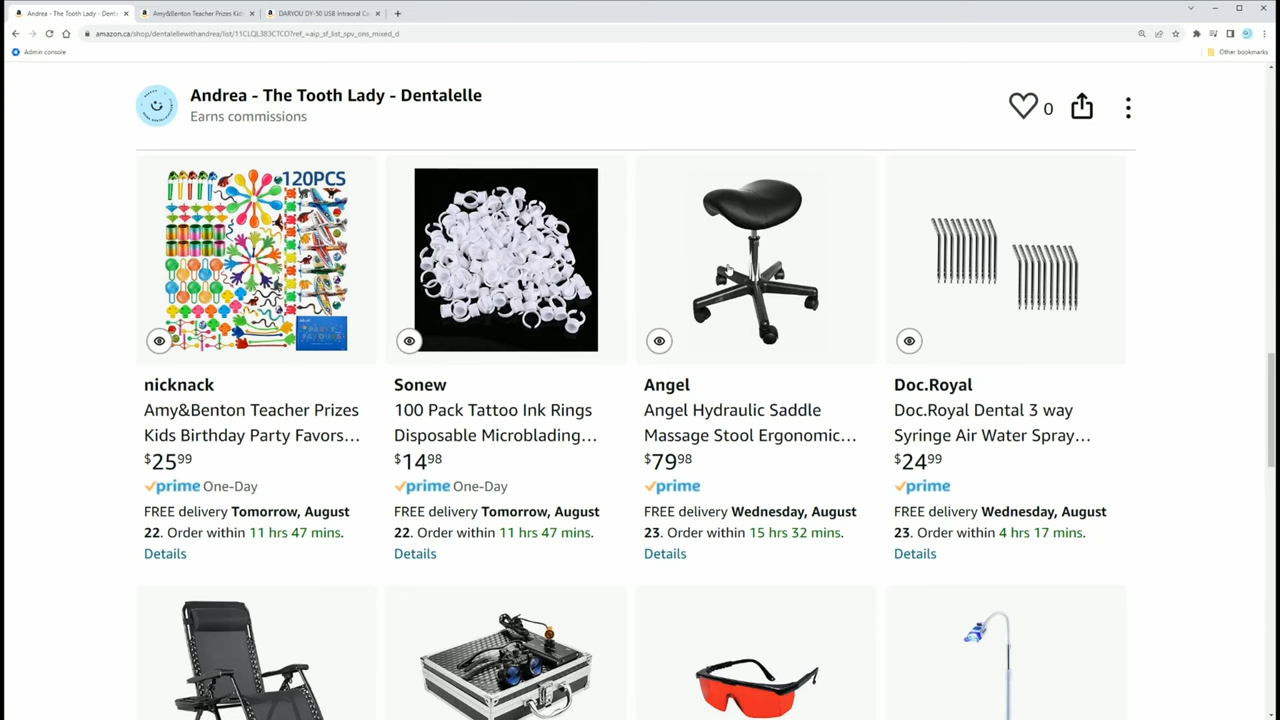 Andrea - The Tooth Lady - Denta
Amy&Benton Teacher Prizes Kids
DARYOU DY-50 USB Intraoral Ca
amazon.ca/shop/dentalellewithandrea/list/11CLQL383CTCO?ref_=aip_sf_list_spv_ons_mixed_d
Admin console
Other bookmarks
Andrea - The Tooth Lady - Dentalelle
Earns commissions
0
120PCS
nicknack
Amy&Benton Teacher Prizes
Kids Birthday Party Favors…
$25 99
prime One-Day
FREE delivery Tomorrow, August
22. Order within 11 hrs 47 mins.
Details
Sonew
100 Pack Tattoo Ink Rings
Disposable Microblading…
$14 98
prime One-Day
FREE delivery Tomorrow, August
22. Order within 11 hrs 47 mins.
Details
Angel
Angel Hydraulic Saddle
Massage Stool Ergonomic…
$79 98
prime
FREE delivery Wednesday, August
23. Order within 15 hrs 32 mins.
Details
Doc.Royal
Doc.Royal Dental 3 way
Syringe Air Water Spray…
$24 99
prime
FREE delivery Wednesday, August
23. Order within 4 hrs 17 mins.
Details